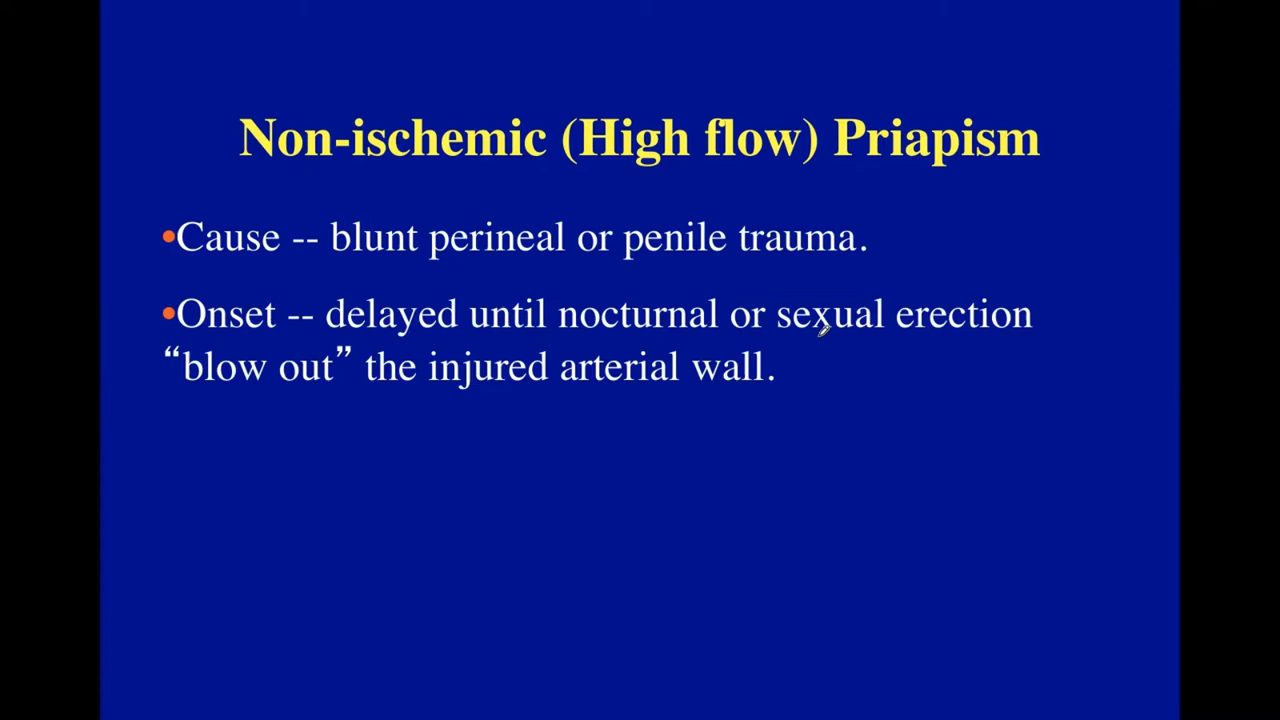 Non-ischemic (High flow) Priapism
•Cause -- blunt perineal or penile trauma.
•Onset -- delayed until nocturnal or sexual erection
“blow out” the injured arterial wall.